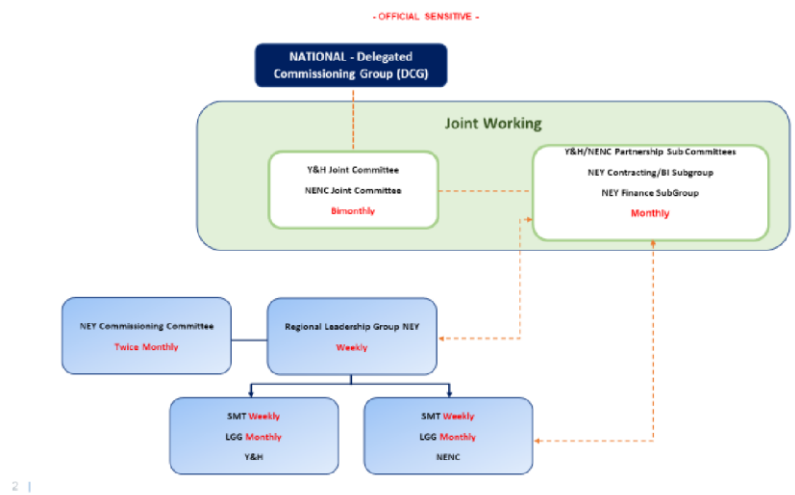 - OFFICIAL SENSITIVE -
NATIONAL - Delegated
Commissioning Group (DCG)
Joint Working
Y&H Joint Committee
NENC Joint Committee
Bimonthly
Y&H/NENC Partnership Sub Committees
NEY Contracting/BI Subgroup
NEY Finance SubGroup
Monthly
NEY Commissioning Committee
Twice Monthly
Regional Leadership Group NEY
Weekly
SMT Weekly
LGG Monthly
Y&H
SMT Weekly
LGG Monthly
NENC
2 |